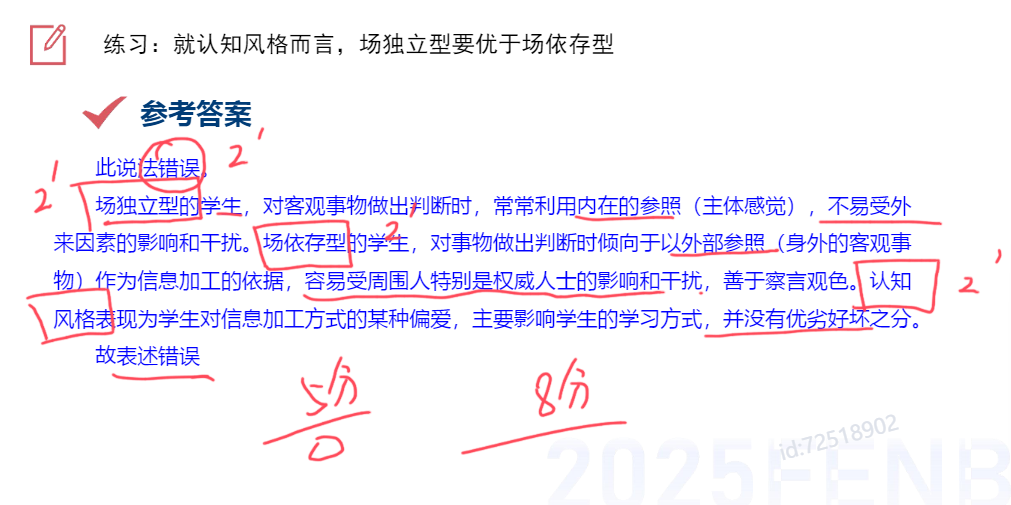 练习：就认知风格而言，场独立型要优于场依存型
参考答案
此说法错误。 2'
2' 场独立型的学生，对客观事物做出判断时，常常利用内在的参照（主体感觉），不易受外
来因素的影响和干扰。场依存型的学生，对事物做出判断时倾向于以外部参照（身外的客观事
2'
物）作为信息加工的依据，容易受周围人特别是权威人士的影响和干扰，善于察言观色。认知 2'
风格表现为学生对信息加工方式的某种偏爱，主要影响学生的学习方式，并没有优劣好坏之分。
故表述错误
5分 8分
0
id:72518902
2025FENB